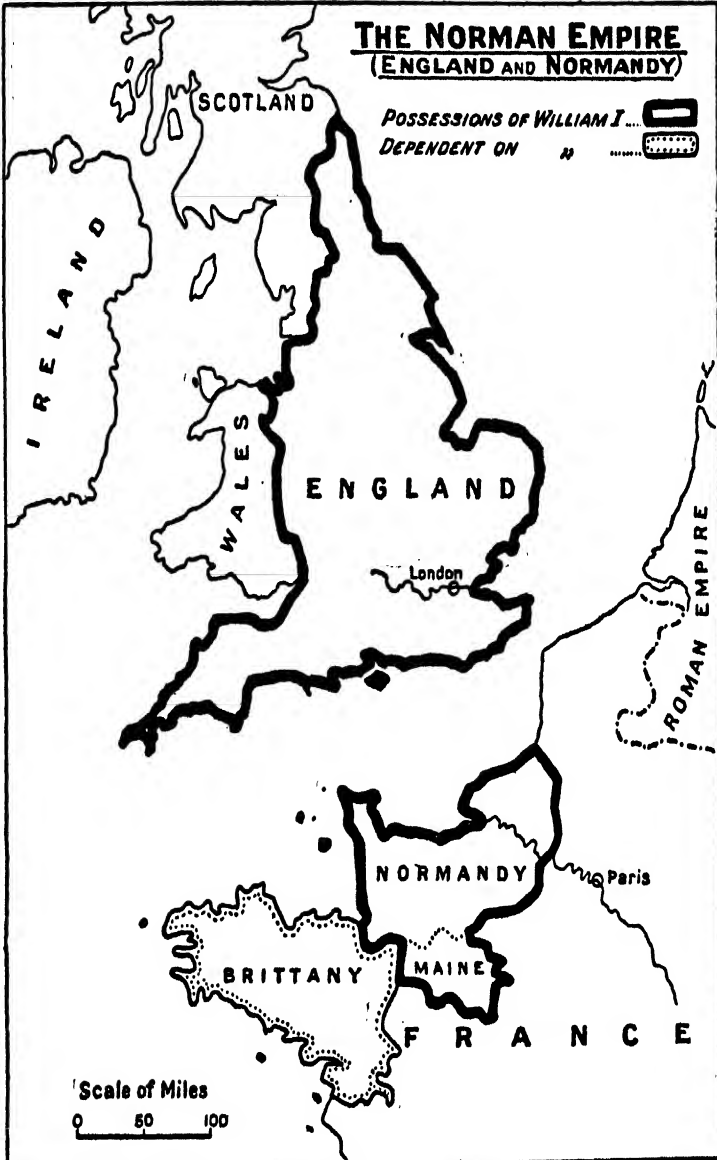 THE NORMAN EMPIRE
(ENGLAND AND NORMANDY)
POSSESSIONS OF WILLIAM I....
DEPENDENT ON " ......
SCOTLAND
IRELAND
WALES
ENGLAND
London
ROMAN EMPIRE
NORMANDY
Paris
MAINE
BRITTANY
FRANCE
Scale of Miles
0 50 100